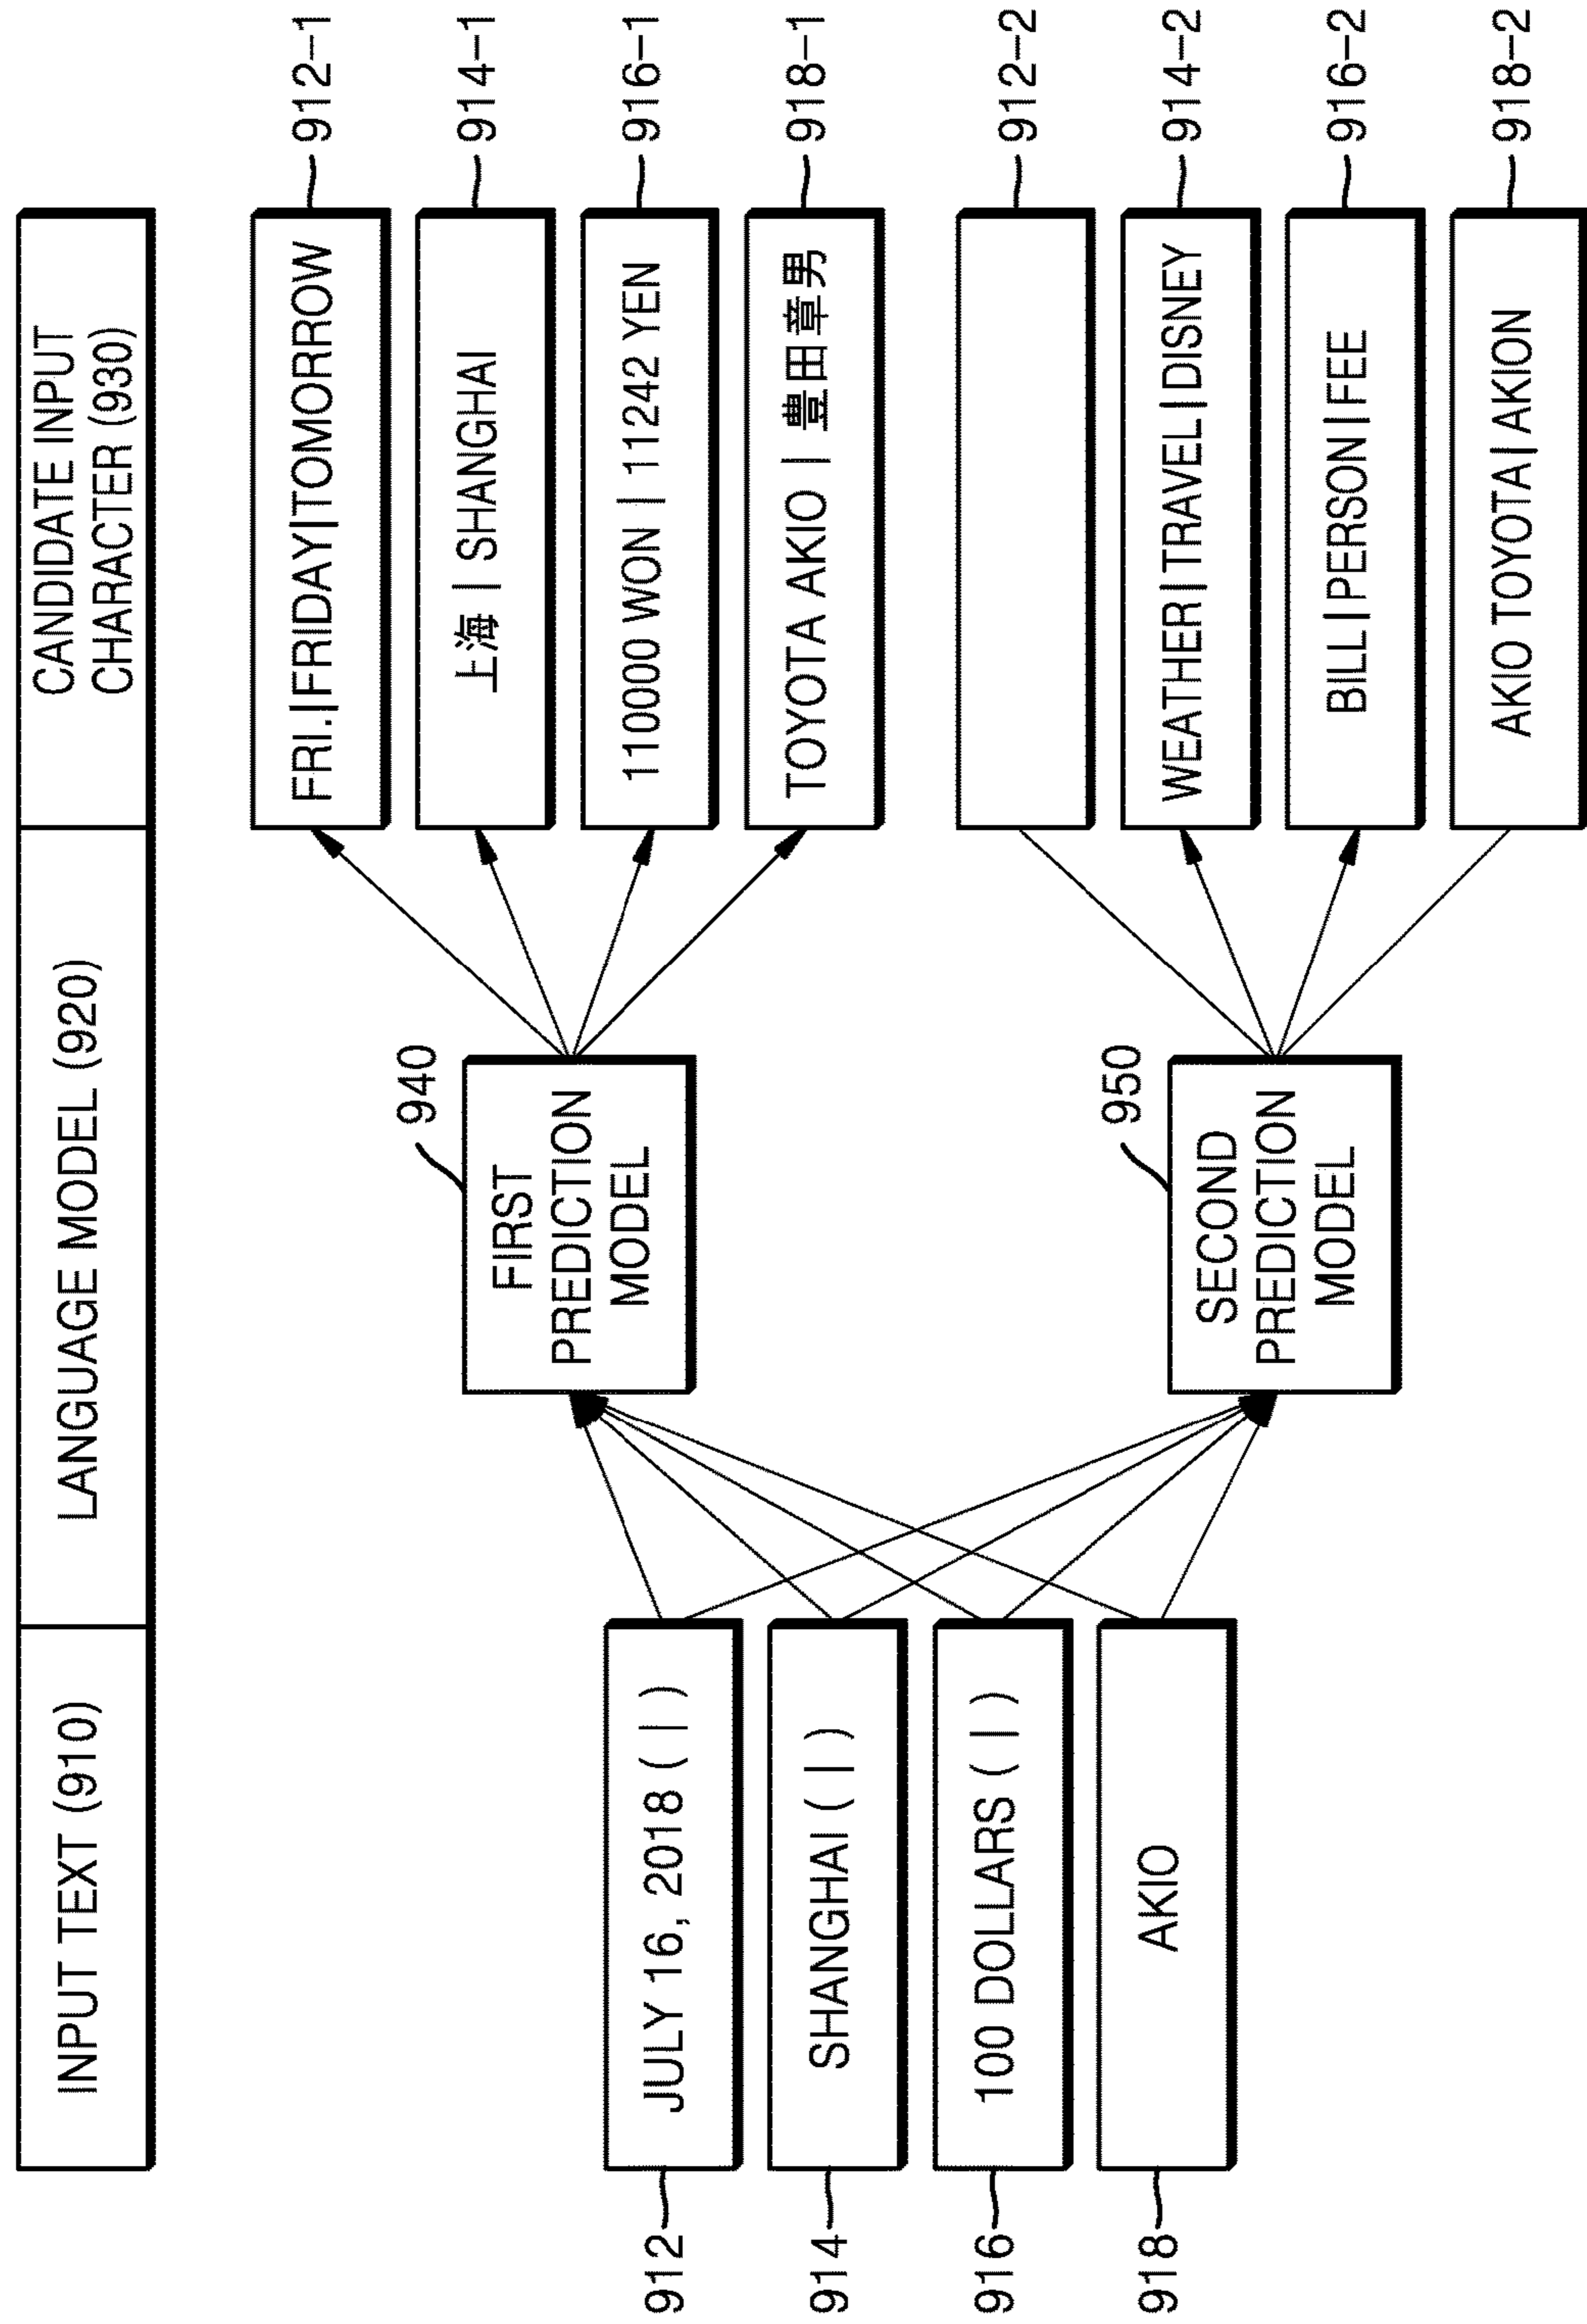 INPUT TEXT (910)
LANGUAGE MODEL (920)
CANDIDATE INPUT
CHARACTER (930)
912
JULY 16, 2018 ( | )
914
SHANGHAI ( | )
916
100 DOLLARS ( | )
918
AKIO
940
FIRST
PREDICTION
MODEL
950
SECOND
PREDICTION
MODEL
FRI.|FRIDAY|TOMORROW
912-1
上海 | SHANGHAI
914-1
110000 WON | 11242 YEN
916-1
TOYOTA AKIO | 豊田章男
918-1
912-2
WEATHER|TRAVEL|DISNEY
914-2
BILL|PERSON|FEE
916-2
AKIO TOYOTA|AKION
918-2